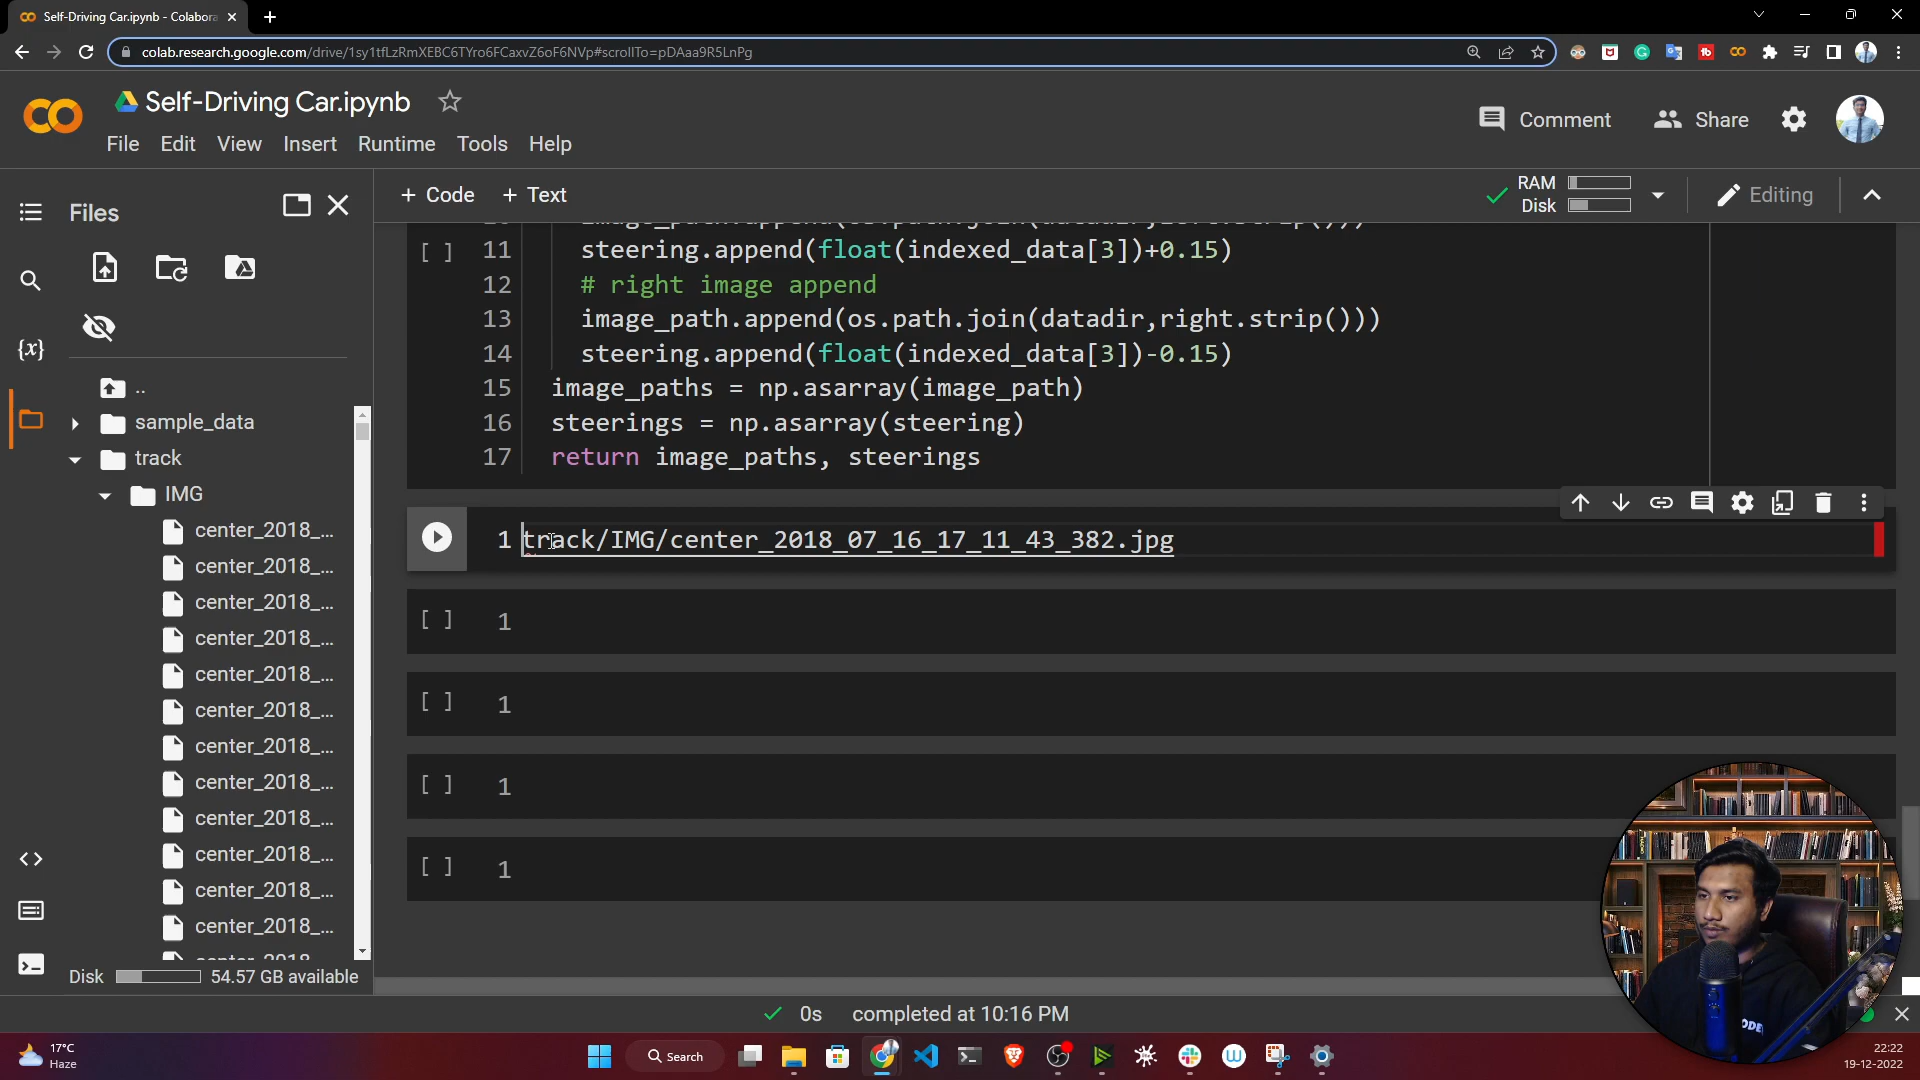 Self-Driving Car.ipynb - Colabora
colab.research.google.com/drive/1sy1tfLzRmXEBC6TYro6FCaxvZ6oF6NVp#scrollTo=pDAaa9R5LnPg
Self-Driving Car.ipynb
File Edit View Insert Runtime Tools Help
Comment
Share
Files
+ Code + Text
RAM
Disk
Editing
{x}
..
sample_data
track
IMG
center_2018_...
center_2018_...
center_2018_...
center_2018_...
center_2018_...
center_2018_...
center_2018_...
center_2018_...
center_2018_...
center_2018_...
center_2018_...
center_2018_...
Disk 54.57 GB available
[ ] 11 steering.append(float(indexed_data[3])+0.15)
12 # right image append
13 image_path.append(os.path.join(datadir,right.strip()))
14 steering.append(float(indexed_data[3])-0.15)
15 image_paths = np.asarray(image_path)
16 steerings = np.asarray(steering)
17 return image_paths, steerings
1 track/IMG/center_2018_07_16_17_11_43_382.jpg
[ ] 1
[ ] 1
[ ] 1
[ ] 1
0s completed at 10:16 PM
17°C
Haze
Search
22:22
19-12-2022